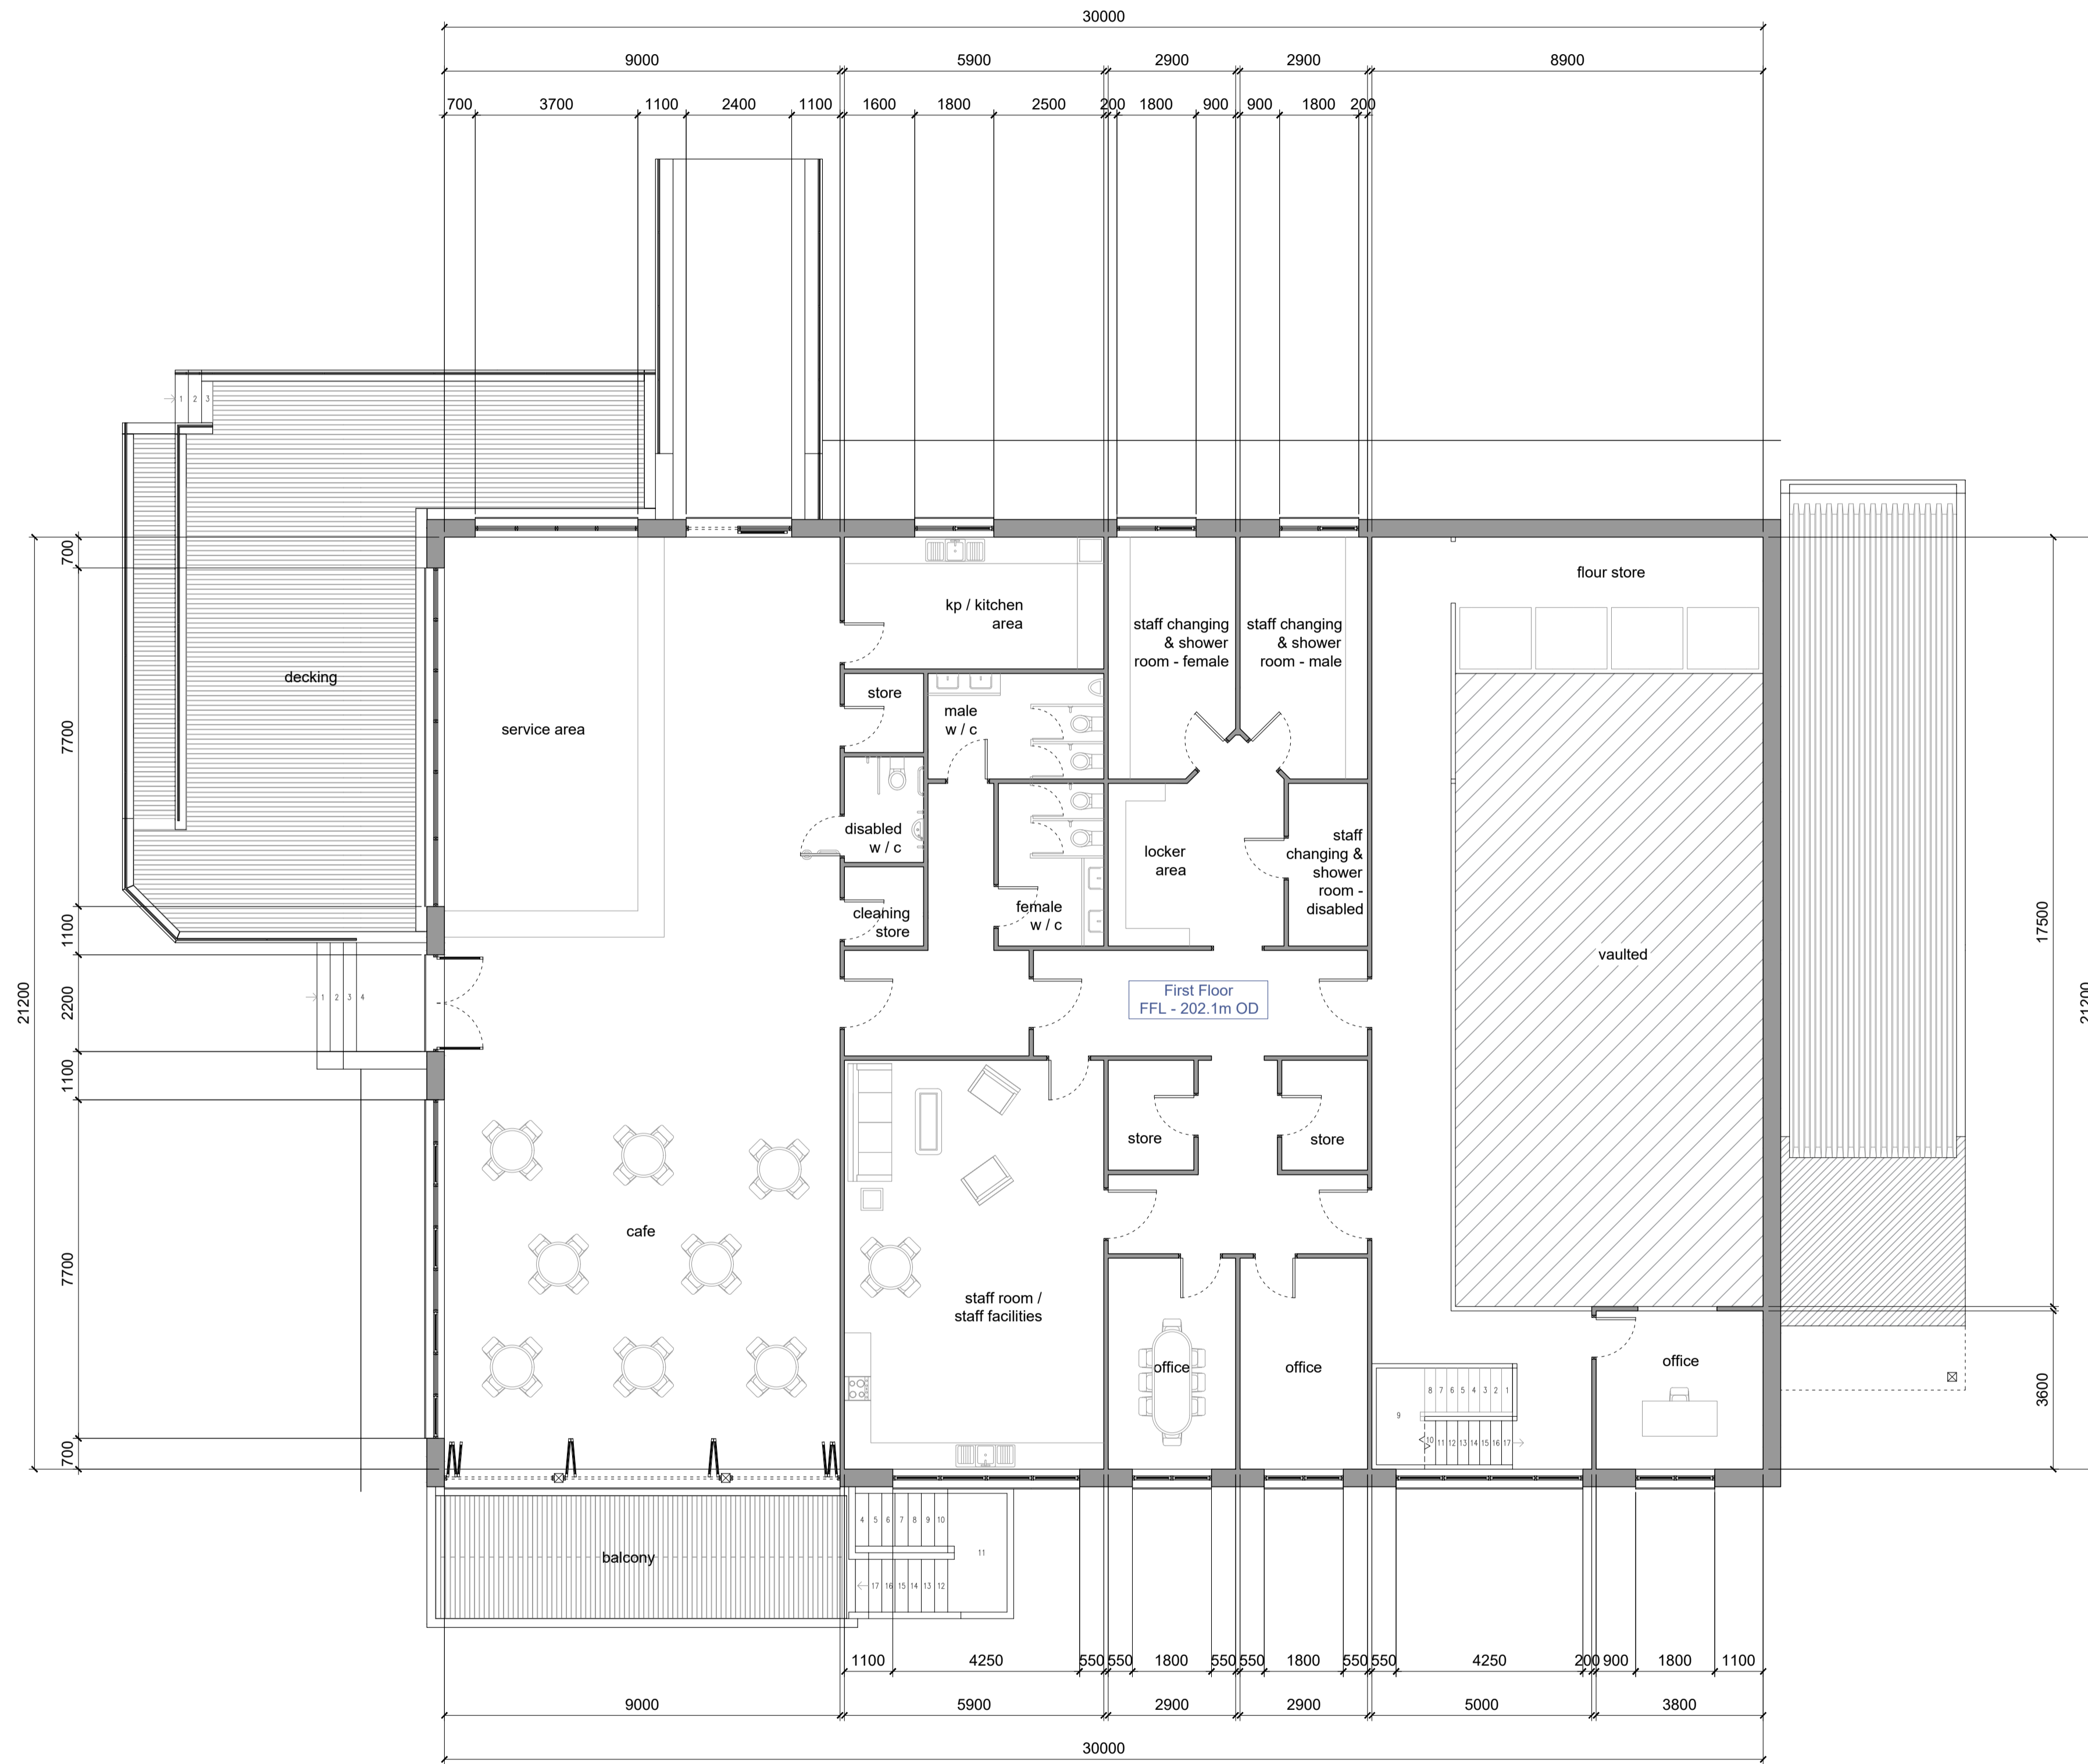 30000
9000 5900 2900 2900 8900
700 3700 1100 2400 1100 1600 1800 2500 200 1800 900 900 1800 200
1 2 3
700
7700
1100
2200
1100
7700
700
21200
17500
3600
21200
flour store
kp / kitchen
area
staff changing
& shower
room - female
staff changing
& shower
room - male
decking
service area
store
male
w / c
disabled
w / c
cleaning
store
female
w / c
locker
area
staff
changing &
shower
room -
disabled
vaulted
1 2 3 4
First Floor
FFL - 202.1m OD
store
store
cafe
staff room /
staff facilities
office
office
office
8 7 6 5 4 3 2 1
9
10 11 12 13 14 15 16 17
balcony
4 5 6 7 8 9 10
11
17 16 15 14 13 12
1100 4250 550 550 1800 550 550 1800 550 550 4250 200 900 1800 1100
9000 5900 2900 2900 5000 3800
30000